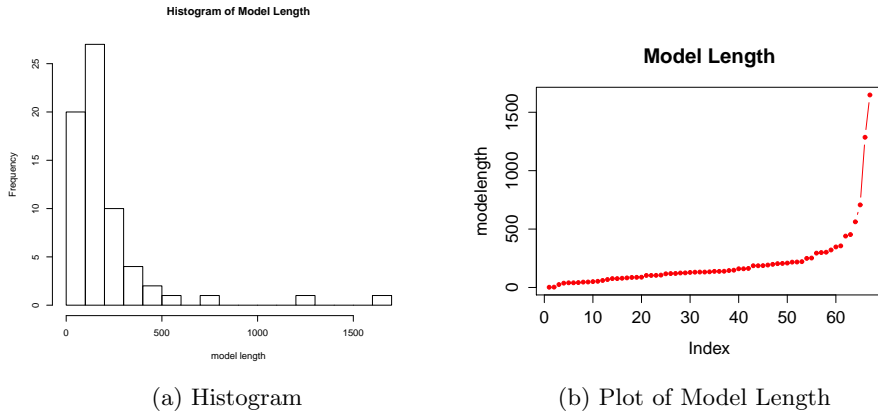 Histogram of Model Length
Frequency
0
5
10
15
20
25
0 500 1000 1500
model length
(a) Histogram
Model Length
modelength
0
500
1000
1500
0 10 20 30 40 50 60
Index
(b) Plot of Model Length